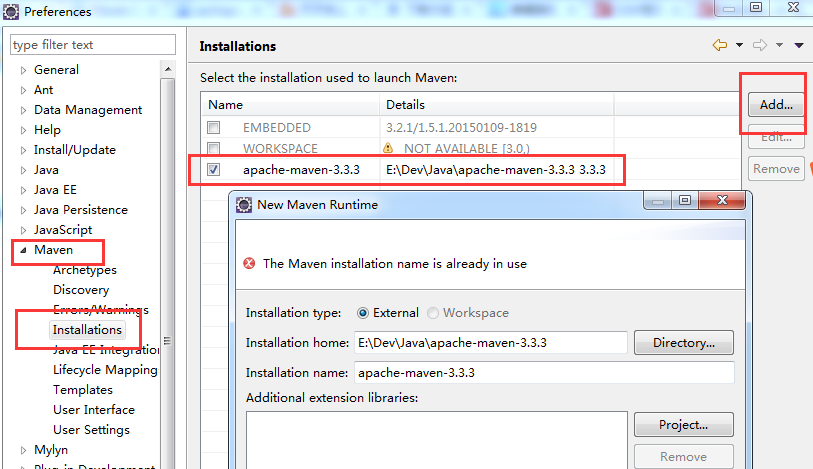 Preferences
type filter text
General
Ant
Data Management
Help
Install/Update
Java
Java EE
Java Persistence
JavaScript
Maven
Archetypes
Discovery
Errors/Warnings
Installations
Java EE Integration
Lifecycle Mapping
Templates
User Interface
User Settings
Mylyn
Installations
Select the installation used to launch Maven:
Name Details
EMBEDDED 3.2.1/1.5.1.20150109-1819
WORKSPACE NOT AVAILABLE [3.0,)
apache-maven-3.3.3 E:\Dev\Java\apache-maven-3.3.3 3.3.3
Add...
Edit...
Remove
New Maven Runtime
The Maven installation name is already in use
Installation type: External Workspace
Installation home: E:\Dev\Java\apache-maven-3.3.3 Directory...
Installation name: apache-maven-3.3.3
Additional extension libraries:
Project...
Remove